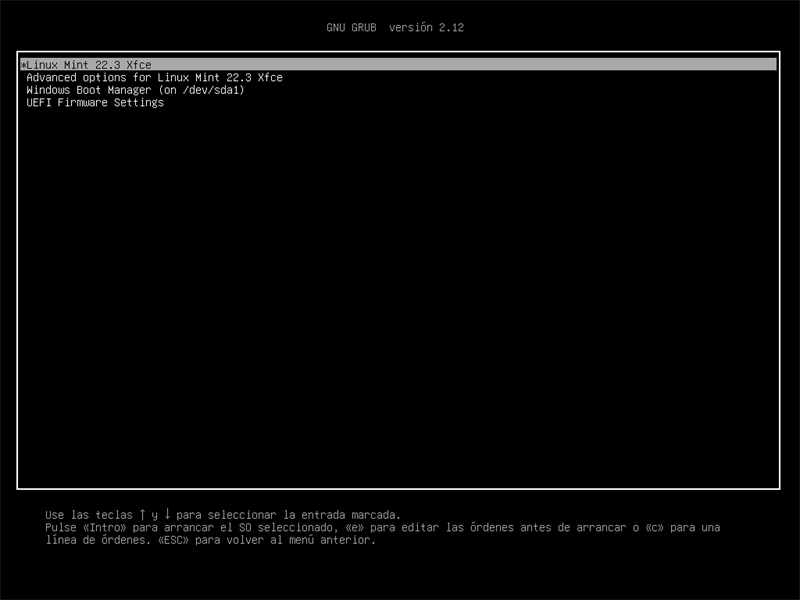 GNU GRUB  versión 2.12
*Linux Mint 22.3 Xfce
Advanced options for Linux Mint 22.3 Xfce
Windows Boot Manager (on /dev/sda1)
UEFI Firmware Settings
Use las teclas ↑ y ↓ para seleccionar la entrada marcada.
Pulse «Intro» para arrancar el SO seleccionado, «e» para editar las órdenes antes de arrancar o «c» para una
línea de órdenes. «ESC» para volver al menú anterior.